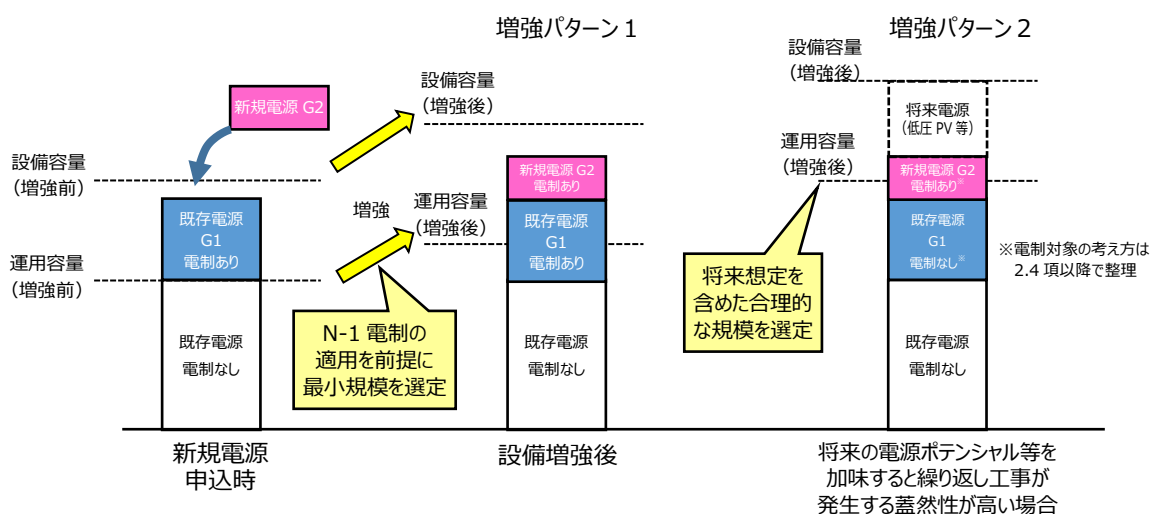 増強パターン 1
増強パターン 2
新規電源 G2
設備容量
(増強前)
既存電源
G1
電制あり
運用容量
(増強前)
既存電源
電制なし
新規電源
申込時
設備容量
(増強後)
増強
運用容量
(増強後)
N-1 電制の
適用を前提に
最小規模を選定
新規電源 G2
電制あり
既存電源
G1
電制あり
既存電源
電制なし
設備増強後
設備容量
(増強後)
運用容量
(増強後)
将来想定を
含めた合理的
な規模を選定
将来電源
(低圧 PV 等)
新規電源 G2
電制あり※
既存電源
G1
電制なし※
既存電源
電制なし
※電制対象の考え方は
2.4 項以降で整理
将来の電源ポテンシャル等を
加味すると繰り返し工事が
発生する蓋然性が高い場合